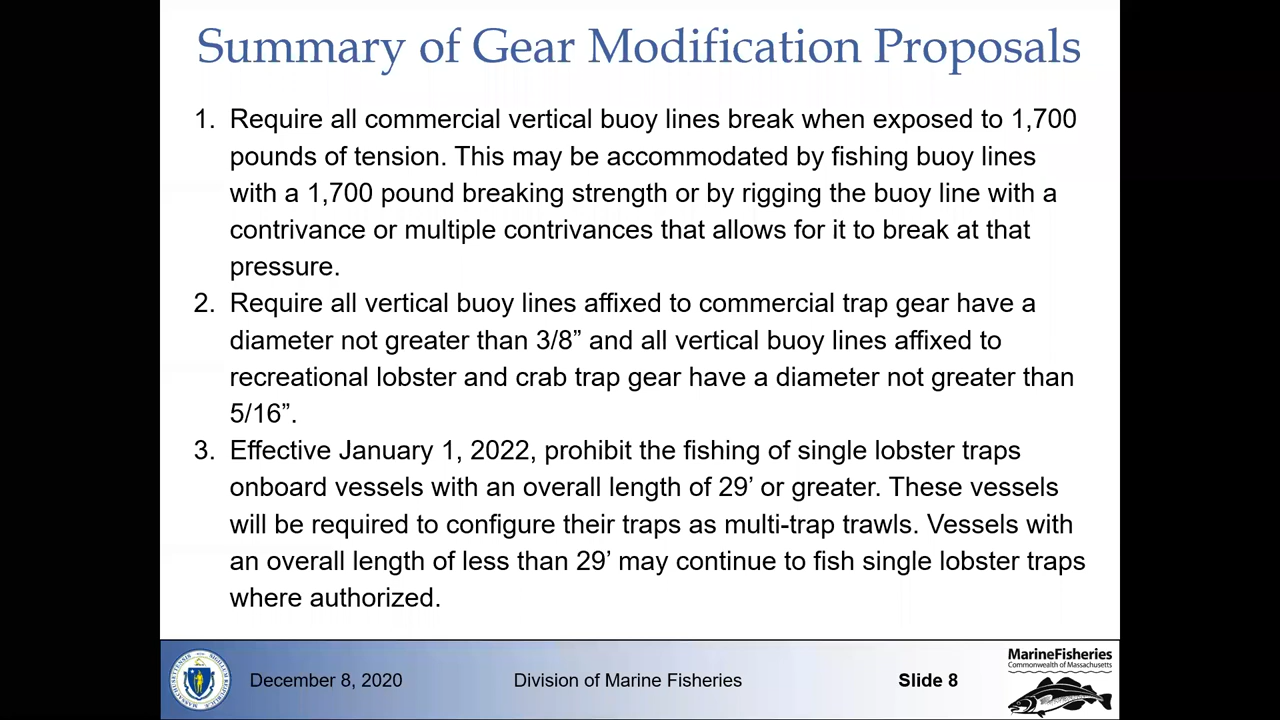 Summary of Gear Modification Proposals
1. Require all commercial vertical buoy lines break when exposed to 1,700
pounds of tension. This may be accommodated by fishing buoy lines
with a 1,700 pound breaking strength or by rigging the buoy line with a
contrivance or multiple contrivances that allows for it to break at that
pressure.
2. Require all vertical buoy lines affixed to commercial trap gear have a
diameter not greater than 3/8” and all vertical buoy lines affixed to
recreational lobster and crab trap gear have a diameter not greater than
5/16”.
3. Effective January 1, 2022, prohibit the fishing of single lobster traps
onboard vessels with an overall length of 29’ or greater. These vessels
will be required to configure their traps as multi-trap trawls. Vessels with
an overall length of less than 29’ may continue to fish single lobster traps
where authorized.
December 8, 2020
Division of Marine Fisheries
Slide 8
MarineFisheries
Commonwealth of Massachusetts